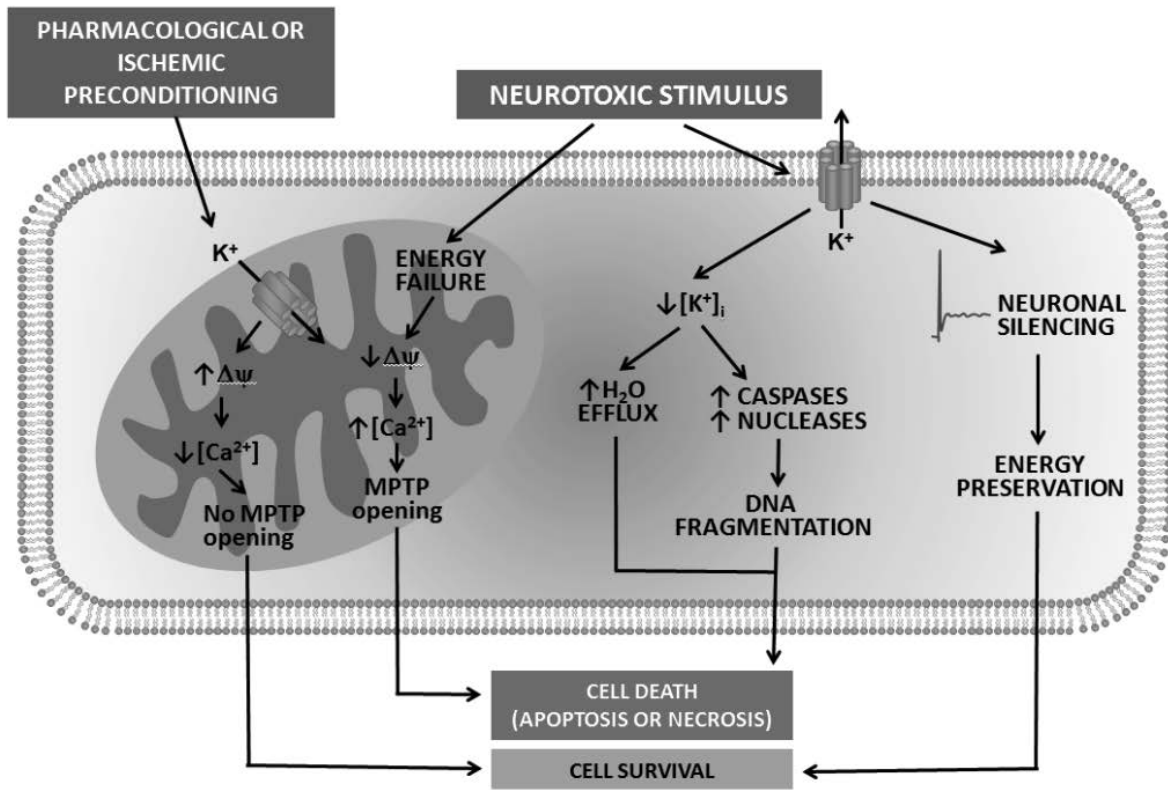 PHARMACOLOGICAL OR
ISCHEMIC
PRECONDITIONING
NEUROTOXIC STIMULUS
K⁺
ENERGY
FAILURE
↑ Δψ
↓ [Ca²⁺]
No MPTP
opening
↓ Δψ
↑ [Ca²⁺]
MPTP
opening
K⁺
↓ [K⁺]ᵢ
↑ H₂O
EFFLUX
↑ CASPASES
↑ NUCLEASES
DNA
FRAGMENTATION
NEURONAL
SILENCING
ENERGY
PRESERVATION
CELL DEATH
(APOPTOSIS OR NECROSIS)
CELL SURVIVAL